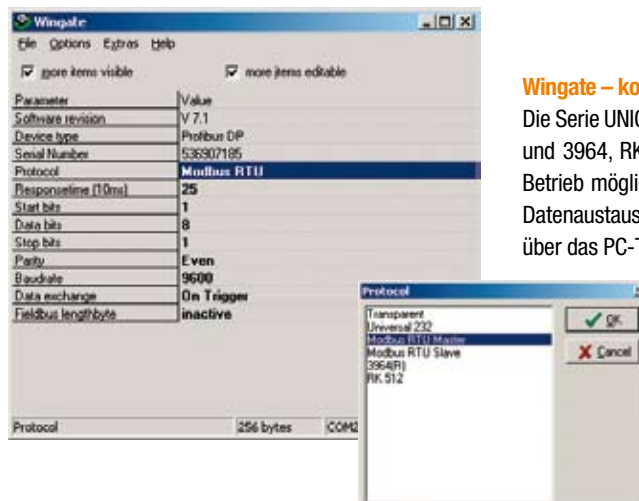 Wingate
File Options Extras Help
more items visible more items editable
Parameter Value
Software revision V 7.1
Device type Profibus DP
Serial Number 536907185
Protocol Modbus RTU
Responsetime (10ms) 25
Start bits 1
Data bits 8
Stop bits 1
Parity Even
Baudrate 9600
Data exchange On Trigger
Fieldbus lengthbyte inactive
Protocol 256 bytes COM2
Wingate – ko
Die Serie UNIG
und 3964, RK
Betrieb mögli
Datenaustaus
über das PC-T
Protocol
Transparent
Universal 232
Modbus RTU Master
Modbus RTU Slave
3964(R)
RK 512
OK
Cancel